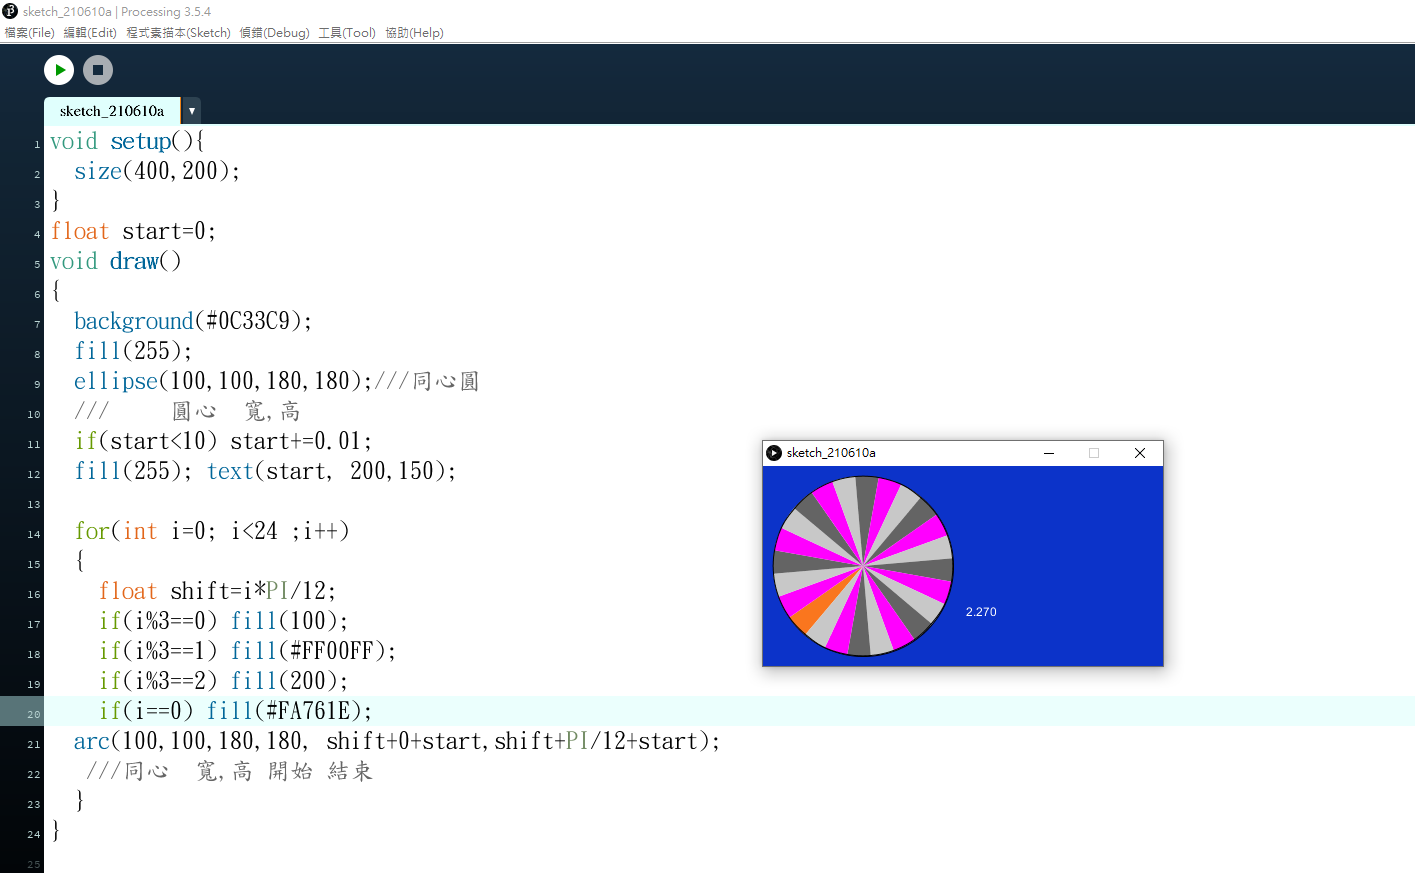 sketch_210610a | Processing 3.5.4
檔案(File) 編輯(Edit) 程式素描本(Sketch) 偵錯(Debug) 工具(Tool) 協助(Help)
sketch_210610a ▼
1 void setup(){
2   size(400,200);
3 }
4 float start=0;
5 void draw()
6 {
7   background(#0C33C9);
8   fill(255);
9   ellipse(100,100,180,180);///同心圓
10   ///     圓心  寬,高
11   if(start<10) start+=0.01;
12   fill(255); text(start, 200,150);
13
14   for(int i=0; i<24 ;i++)
15   {
16     float shift=i*PI/12;
17     if(i%3==0) fill(100);
18     if(i%3==1) fill(#FF00FF);
19     if(i%3==2) fill(200);
20     if(i==0) fill(#FA761E);
21   arc(100,100,180,180, shift+0+start,shift+PI/12+start);
22    ///同心  寬,高 開始 結束
23   }
24 }
25
sketch_210610a
2.270